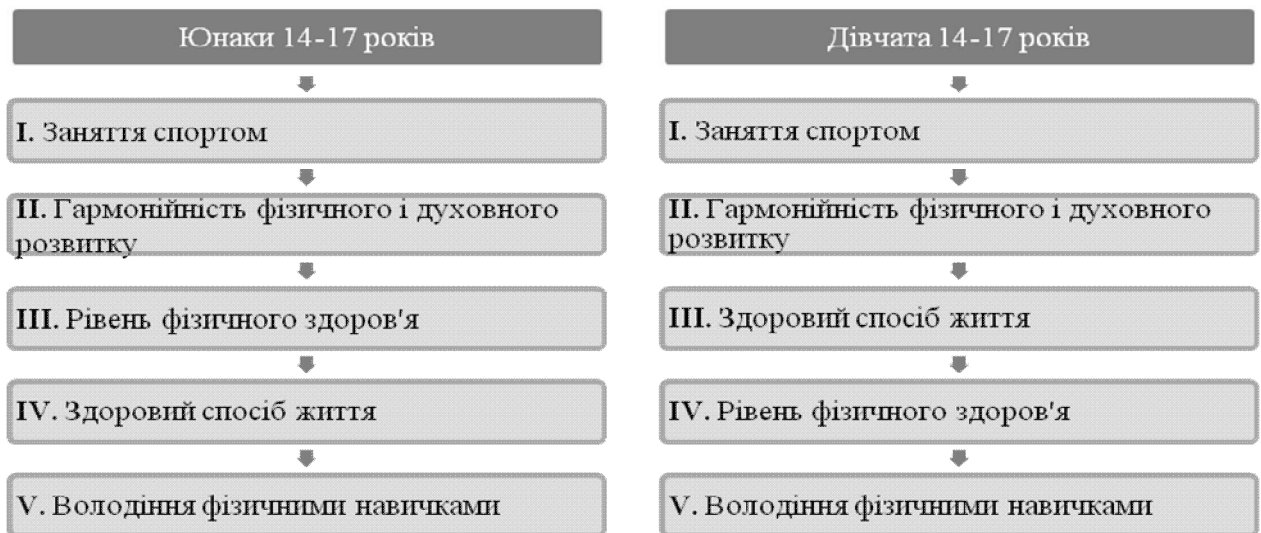 Юнаки 14-17 років
I. Заняття спортом
II. Гармонійність фізичного і духовного
розвитку
III. Рівень фізичного здоров'я
IV. Здоровий спосіб життя
V. Володіння фізичними навичками
Дівчата 14-17 років
I. Заняття спортом
II. Гармонійність фізичного і духовного
розвитку
III. Здоровий спосіб життя
IV. Рівень фізичного здоров'я
V. Володіння фізичними навичками